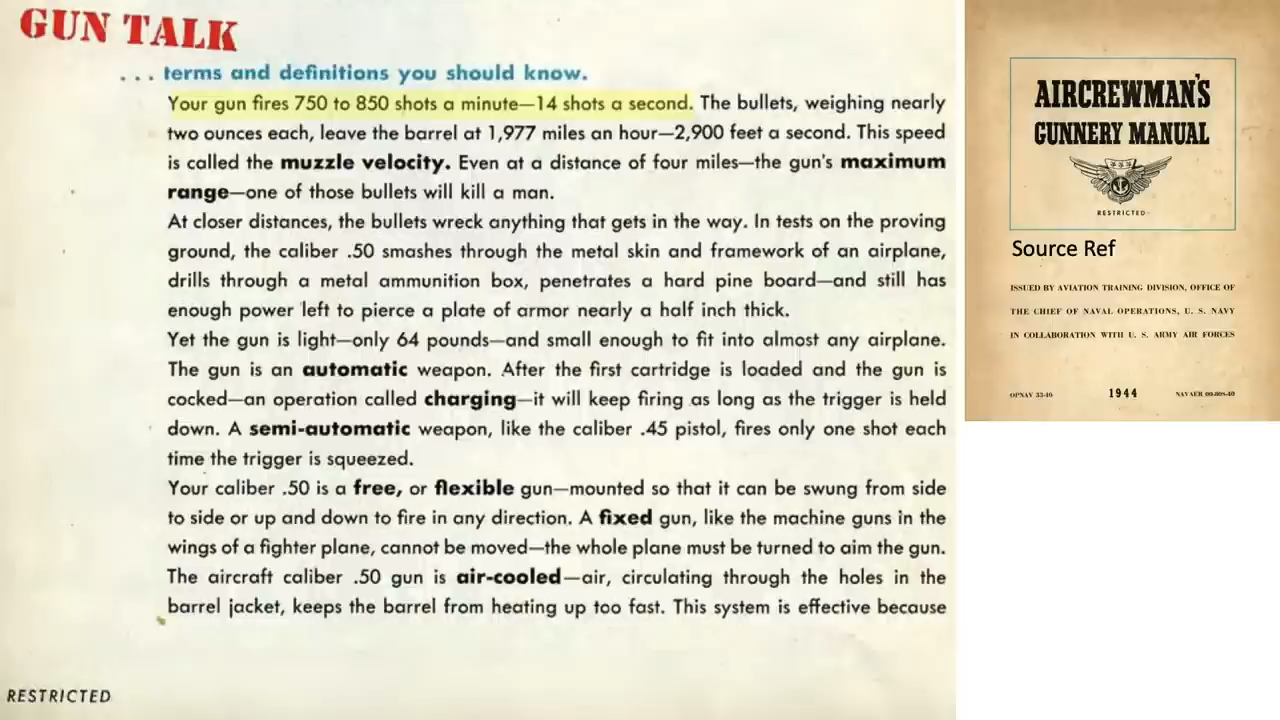 GUN TALK
. . . terms and definitions you should know.
Your gun fires 750 to 850 shots a minute—14 shots a second. The bullets, weighing nearly
two ounces each, leave the barrel at 1,977 miles an hour—2,900 feet a second. This speed
is called the muzzle velocity. Even at a distance of four miles—the gun's maximum
range—one of those bullets will kill a man.
At closer distances, the bullets wreck anything that gets in the way. In tests on the proving
ground, the caliber .50 smashes through the metal skin and framework of an airplane,
drills through a metal ammunition box, penetrates a hard pine board—and still has
enough power left to pierce a plate of armor nearly a half inch thick.
Yet the gun is light—only 64 pounds—and small enough to fit into almost any airplane.
The gun is an automatic weapon. After the first cartridge is loaded and the gun is
cocked—an operation called charging—it will keep firing as long as the trigger is held
down. A semi-automatic weapon, like the caliber .45 pistol, fires only one shot each
time the trigger is squeezed.
Your caliber .50 is a free, or flexible gun—mounted so that it can be swung from side
to side or up and down to fire in any direction. A fixed gun, like the machine guns in the
wings of a fighter plane, cannot be moved—the whole plane must be turned to aim the gun.
The aircraft caliber .50 gun is air-cooled—air, circulating through the holes in the
barrel jacket, keeps the barrel from heating up too fast. This system is effective because
RESTRICTED
AIRCREWMAN'S
GUNNERY MANUAL
RESTRICTED
Source Ref
ISSUED BY AVIATION TRAINING DIVISION, OFFICE OF
THE CHIEF OF NAVAL OPERATIONS, U. S. NAVY
IN COLLABORATION WITH U. S. ARMY AIR FORCES
OPNAV 33-40
1944
NAVAER 00-80S-40